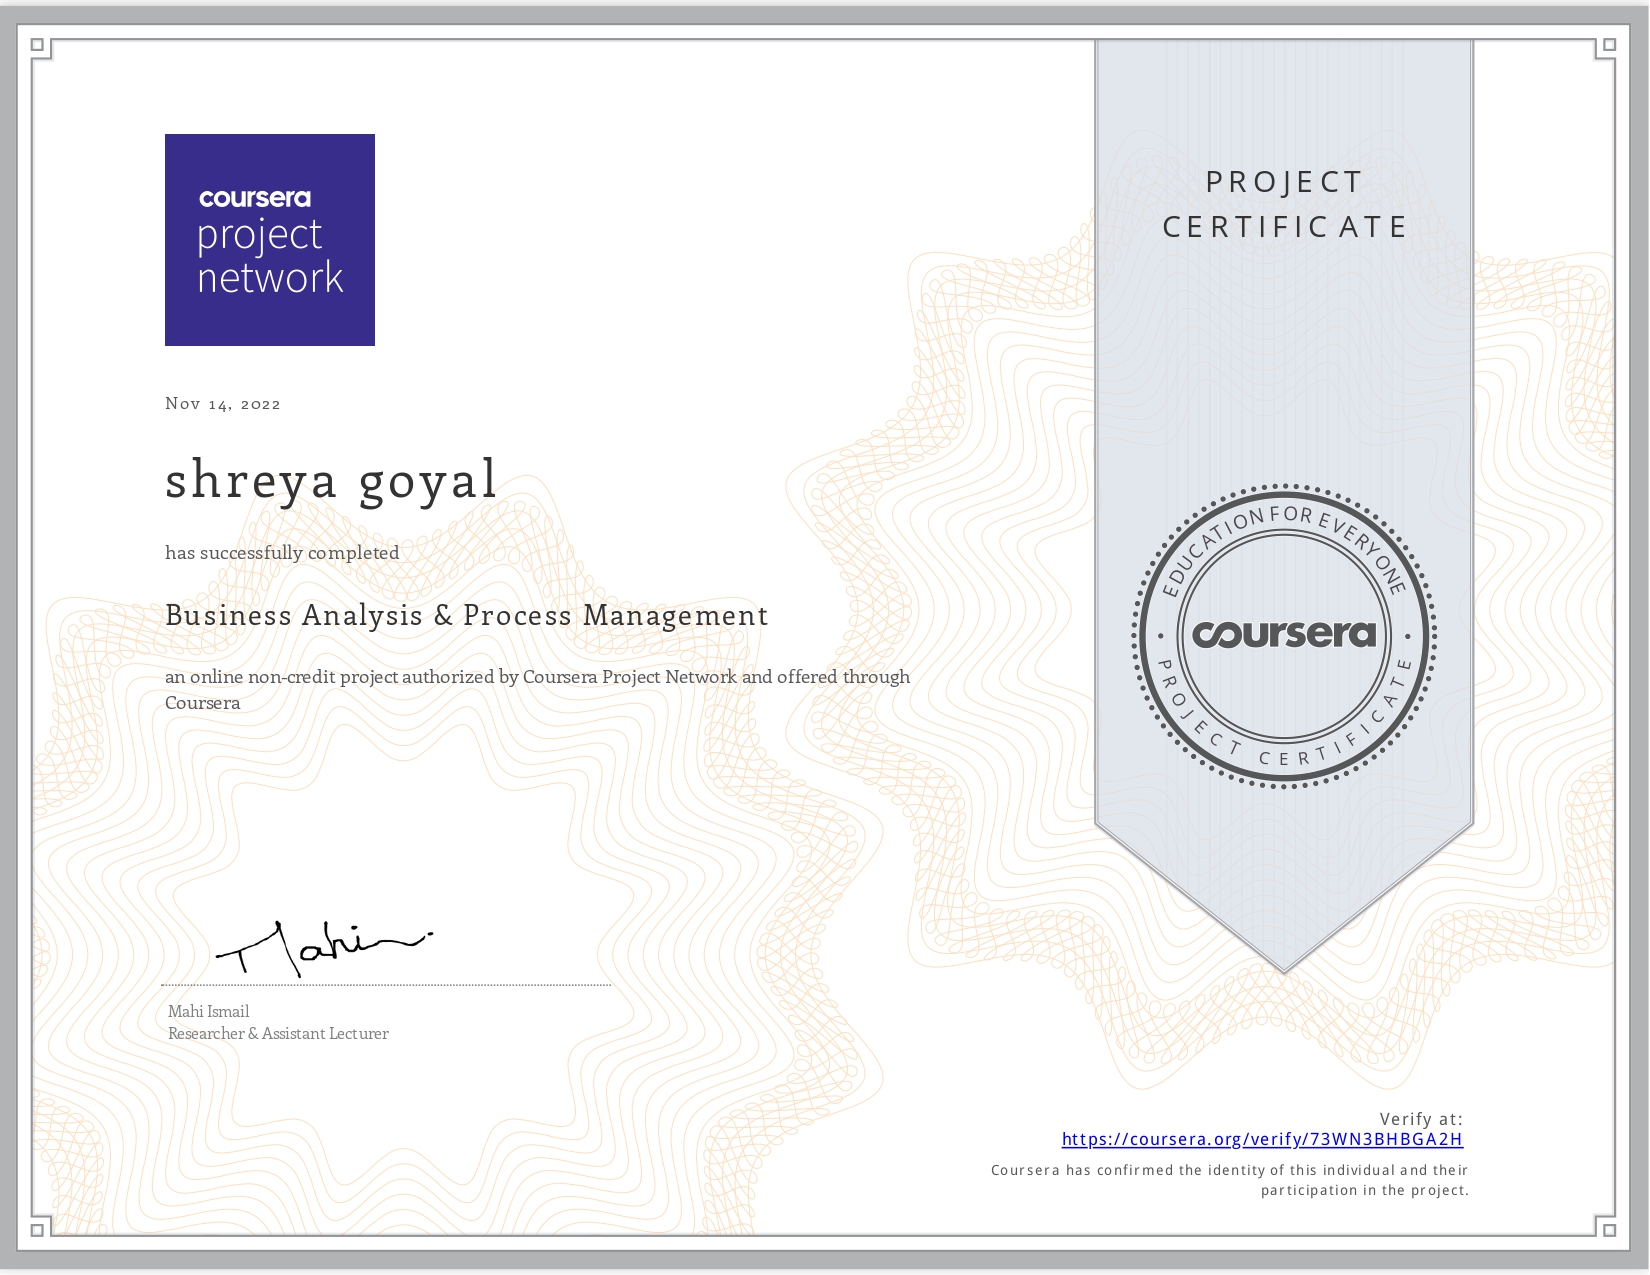 coursera
project
network
Nov 14, 2022
shreya goyal
has successfully completed
Business Analysis & Process Management
an online non-credit project authorized by Coursera Project Network and offered through
Coursera
Mahi
Mahi Ismail
Researcher & Assistant Lecturer
PROJECT
CERTIFICATE
EDUCATION FOR EVERYONE
coursera
PROJECT CERTIFICATE
Verify at:
https://coursera.org/verify/73WN3BHBGA2H
Coursera has confirmed the identity of this individual and their
participation in the project.